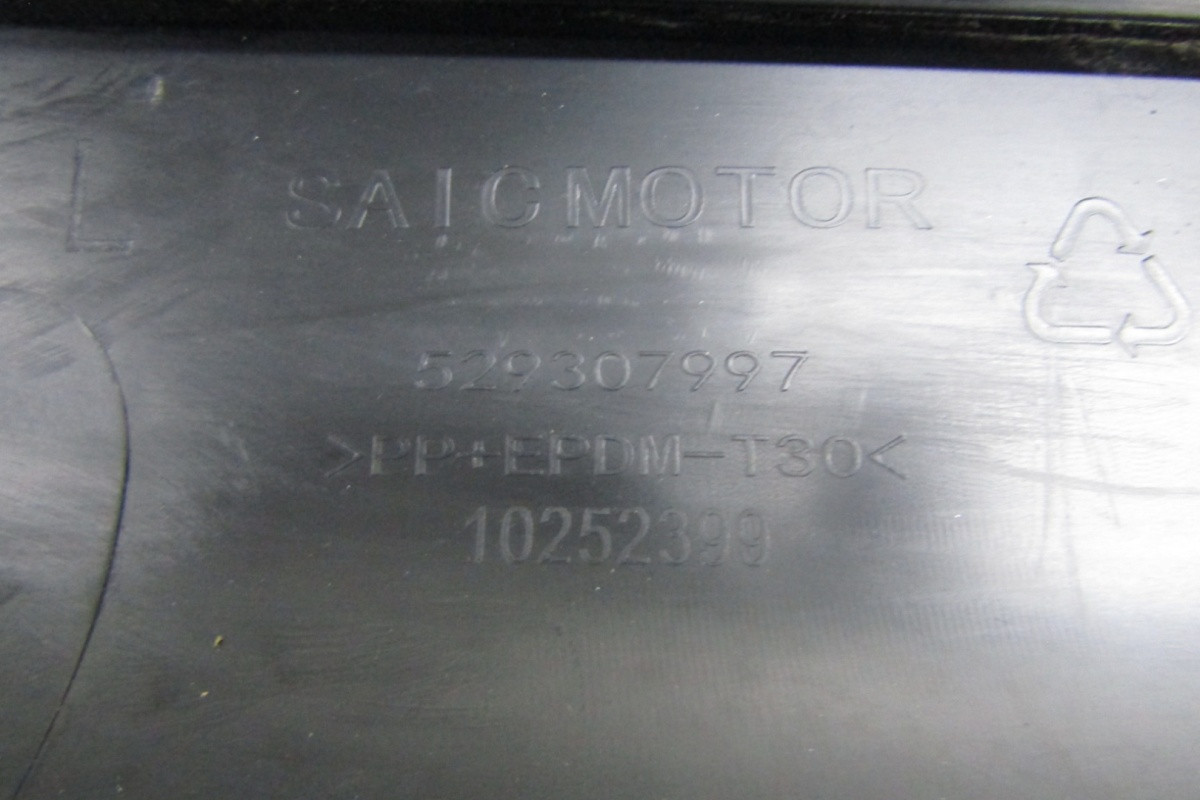 L
SAICMOTOR
529307997
>PP+EPDM-T30<
10252399